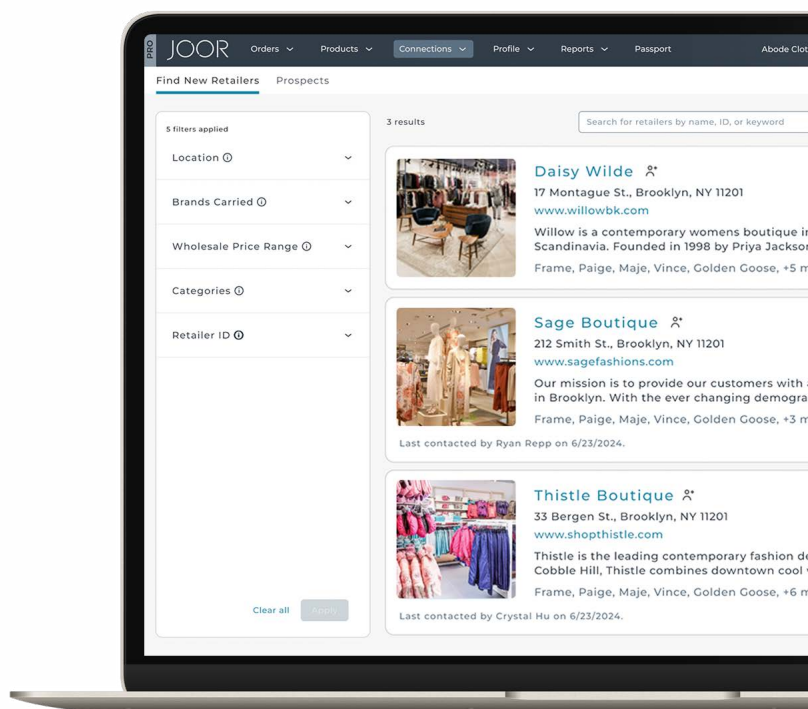 PRO
JOOR Orders Products Connections Profile Reports Passport Abode Clot
Find New Retailers Prospects
5 filters applied
Location
Brands Carried
Wholesale Price Range
Categories
Retailer ID
Clear all Apply
3 results
Search for retailers by name, ID, or keyword
Daisy Wilde
17 Montague St., Brooklyn, NY 11201
www.willowbk.com
Willow is a contemporary womens boutique in
Scandinavia. Founded in 1998 by Priya Jackson
Frame, Paige, Maje, Vince, Golden Goose, +5 m
Sage Boutique
212 Smith St., Brooklyn, NY 11201
www.sagefashions.com
Our mission is to provide our customers with a
in Brooklyn. With the ever changing demogra
Frame, Paige, Maje, Vince, Golden Goose, +3 m
Last contacted by Ryan Repp on 6/23/2024.
Thistle Boutique
33 Bergen St., Brooklyn, NY 11201
www.shopthistle.com
Thistle is the leading contemporary fashion de
Cobble Hill, Thistle combines downtown cool
Frame, Paige, Maje, Vince, Golden Goose, +6 m
Last contacted by Crystal Hu on 6/23/2024.